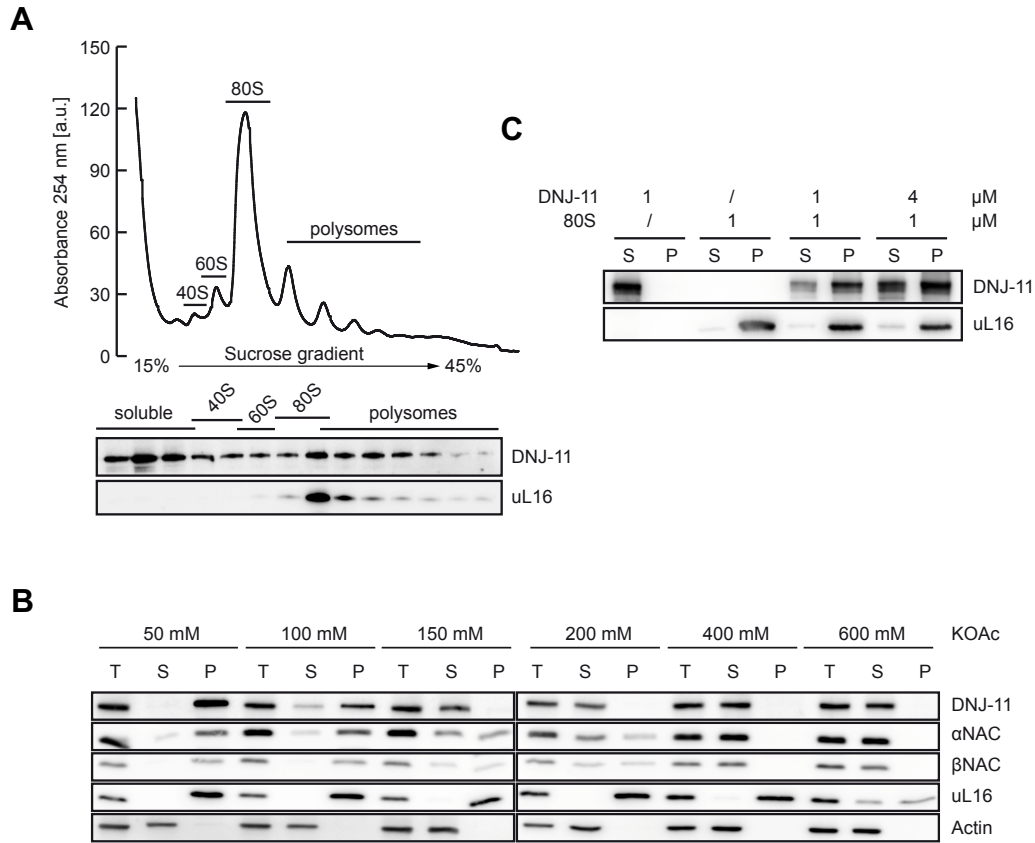 A
150
120
90
60
30
0
Absorbance 254 nm [a.u.]
80S
polysomes
60S
40S
15% Sucrose gradient 45%
soluble 40S 60S 80S polysomes
DNJ-11
uL16
C
DNJ-11 1 / 1 4 µM
80S / 1 1 1 µM
S P S P S P S P
DNJ-11
uL16
B
50 mM 100 mM 150 mM 200 mM 400 mM 600 mM KOAc
T S P T S P T S P T S P T S P T S P
DNJ-11
αNAC
βNAC
uL16
Actin